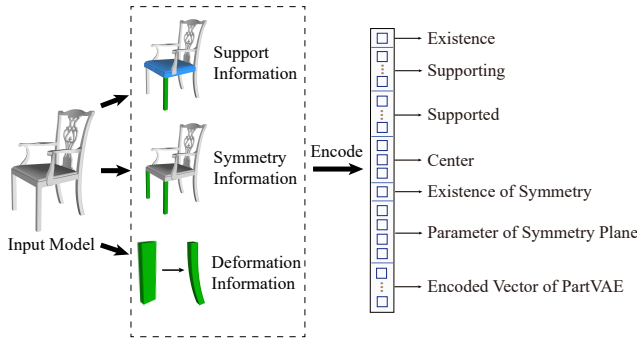 Support
Information
Symmetry
Information
Deformation
Information
Input Model
Encode
Existence
Supporting
Supported
Center
Existence of Symmetry
Parameter of Symmetry Plane
Encoded Vector of PartVAE